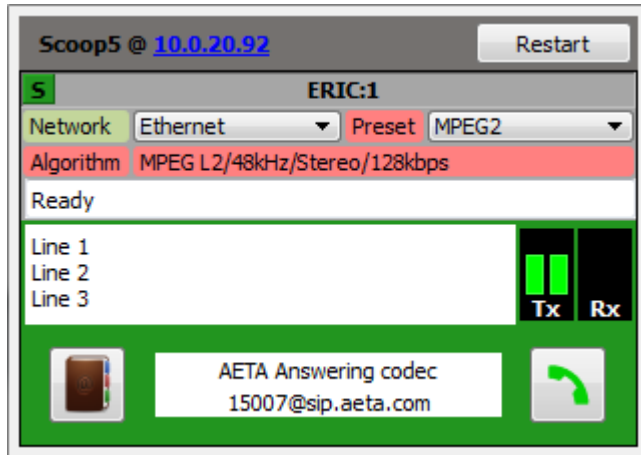 Scoop5 @ 10.0.20.92 Restart
S ERIC:1
Network Ethernet Preset MPEG2
Algorithm MPEG L2/48kHz/Stereo/128kbps
Ready
Line 1
Line 2
Line 3
Tx Rx
AETA Answering codec
15007@sip.aeta.com